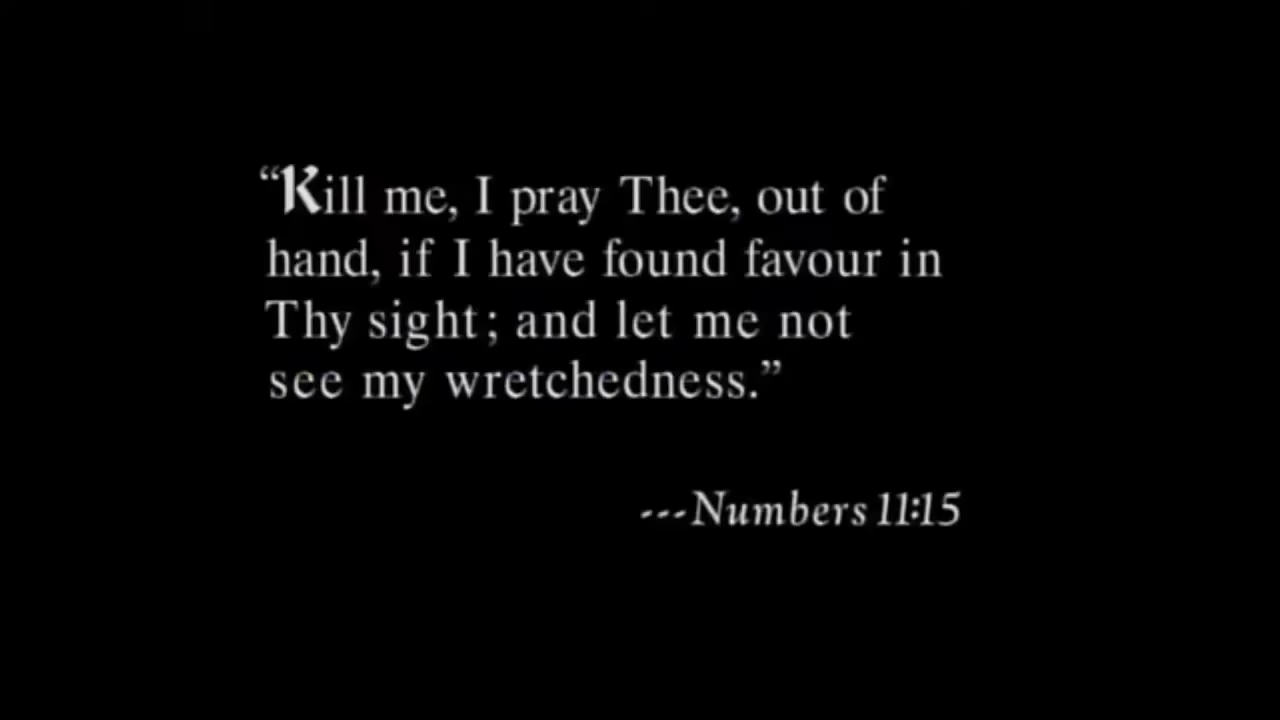 “Kill me, I pray Thee, out of
hand, if I have found favour in
Thy sight; and let me not
see my wretchedness.”
---Numbers 11:15